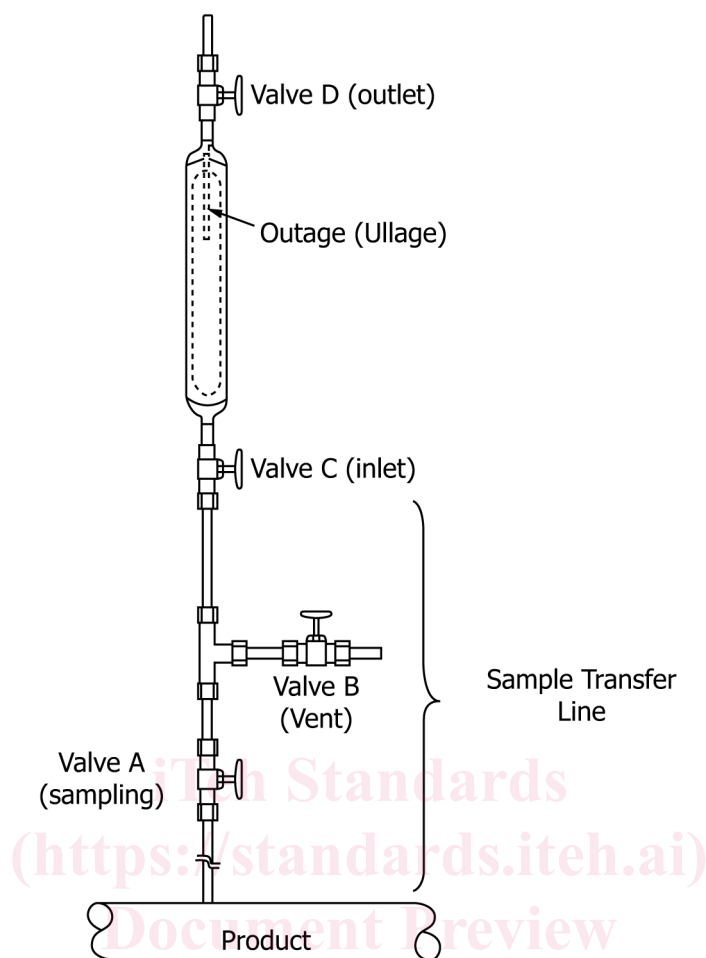 Valve D (outlet)
Outage (Ullage)
Valve C (inlet)
Valve B
(Vent)
Sample Transfer
Line
Valve A
(sampling)
iTeh Standards
(https://standards.iteh.ai)
Document Preview
Product